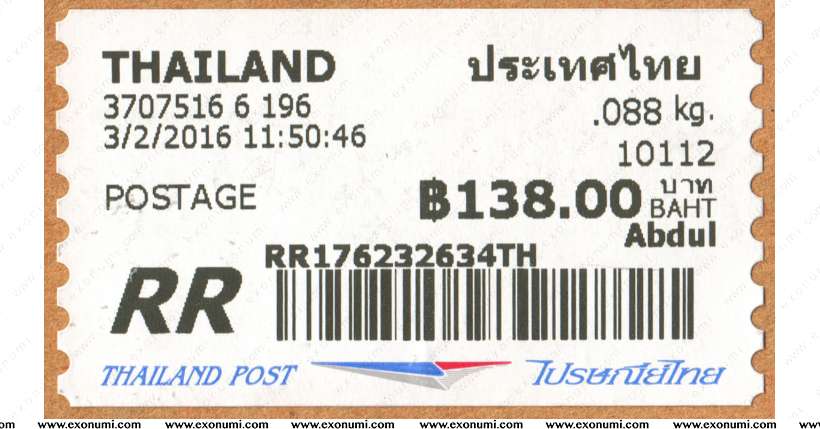 THAILAND ประเทศไทย
3707516 6 196 .088 kg.
3/2/2016 11:50:46
10112
POSTAGE ฿138.00 บาท
BAHT
Abdul
RR176232634TH
RR
THAILAND POST ไปรษณีย์ไทย
www.exonumi.com www.exonumi.com www.exonumi.com www.exonumi.com www.exonumi.com www.exonumi.com